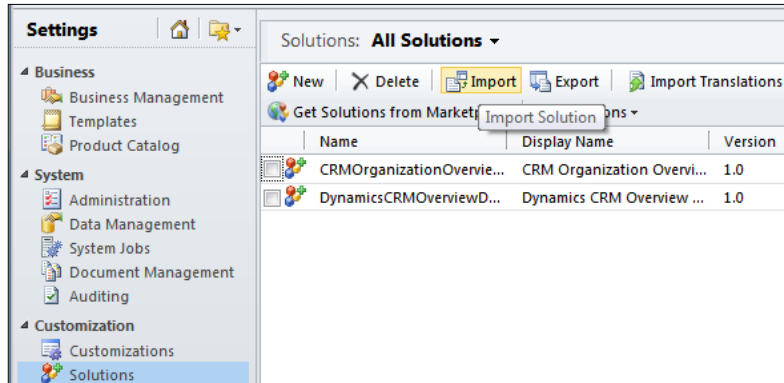 Settings
Business
Business Management
Templates
Product Catalog
System
Administration
Data Management
System Jobs
Document Management
Auditing
Customization
Customizations
Solutions
Solutions: All Solutions
New Delete Import Export Import Translations
Get Solutions from Marketp ons
Import Solution
Name Display Name Version
CRMOrganizationOvervie... CRM Organization Overvi... 1.0
DynamicsCRMOverviewD... Dynamics CRM Overview ... 1.0